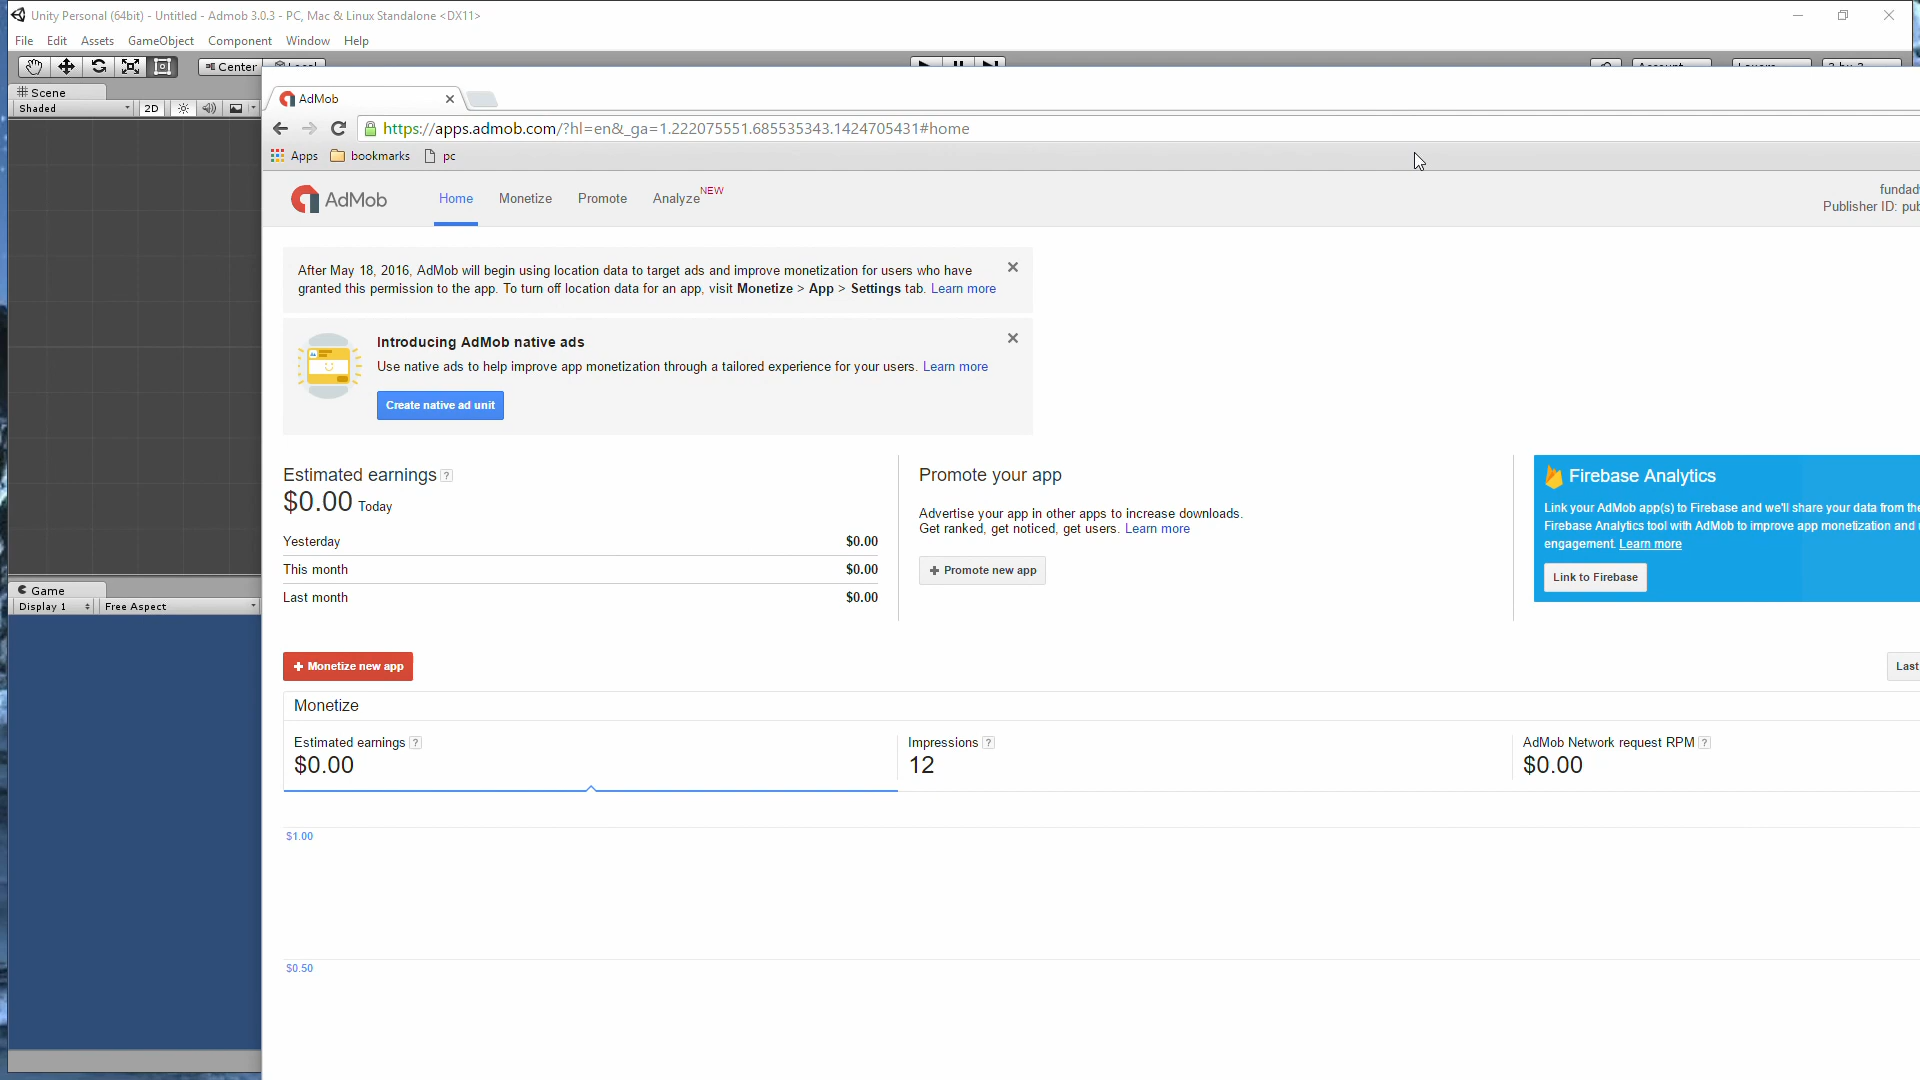 Unity Personal (64bit) - Untitled - Admob 3.0.3 - PC, Mac & Linux Standalone <DX11>
File Edit Assets GameObject Component Window Help
Center
Scene
Shaded 2D
AdMob
https://apps.admob.com/?hl=en&_ga=1.222075551.685535343.1424705431#home
Apps bookmarks pc
AdMob Home Monetize Promote Analyze NEW
fundad
Publisher ID: pub
After May 18, 2016, AdMob will begin using location data to target ads and improve monetization for users who have
granted this permission to the app. To turn off location data for an app, visit Monetize > App > Settings tab. Learn more
Introducing AdMob native ads
Use native ads to help improve app monetization through a tailored experience for your users. Learn more
Create native ad unit
Estimated earnings ?
$0.00 Today
Yesterday $0.00
This month $0.00
Last month $0.00
Promote your app
Advertise your app in other apps to increase downloads.
Get ranked, get noticed, get users. Learn more
+ Promote new app
Firebase Analytics
Link your AdMob app(s) to Firebase and we'll share your data from the
Firebase Analytics tool with AdMob to improve app monetization and
engagement. Learn more
Link to Firebase
Game
Display 1 Free Aspect
+ Monetize new app
Last
Monetize
Estimated earnings ?
$0.00
Impressions ?
12
AdMob Network request RPM ?
$0.00
$1.00
$0.50